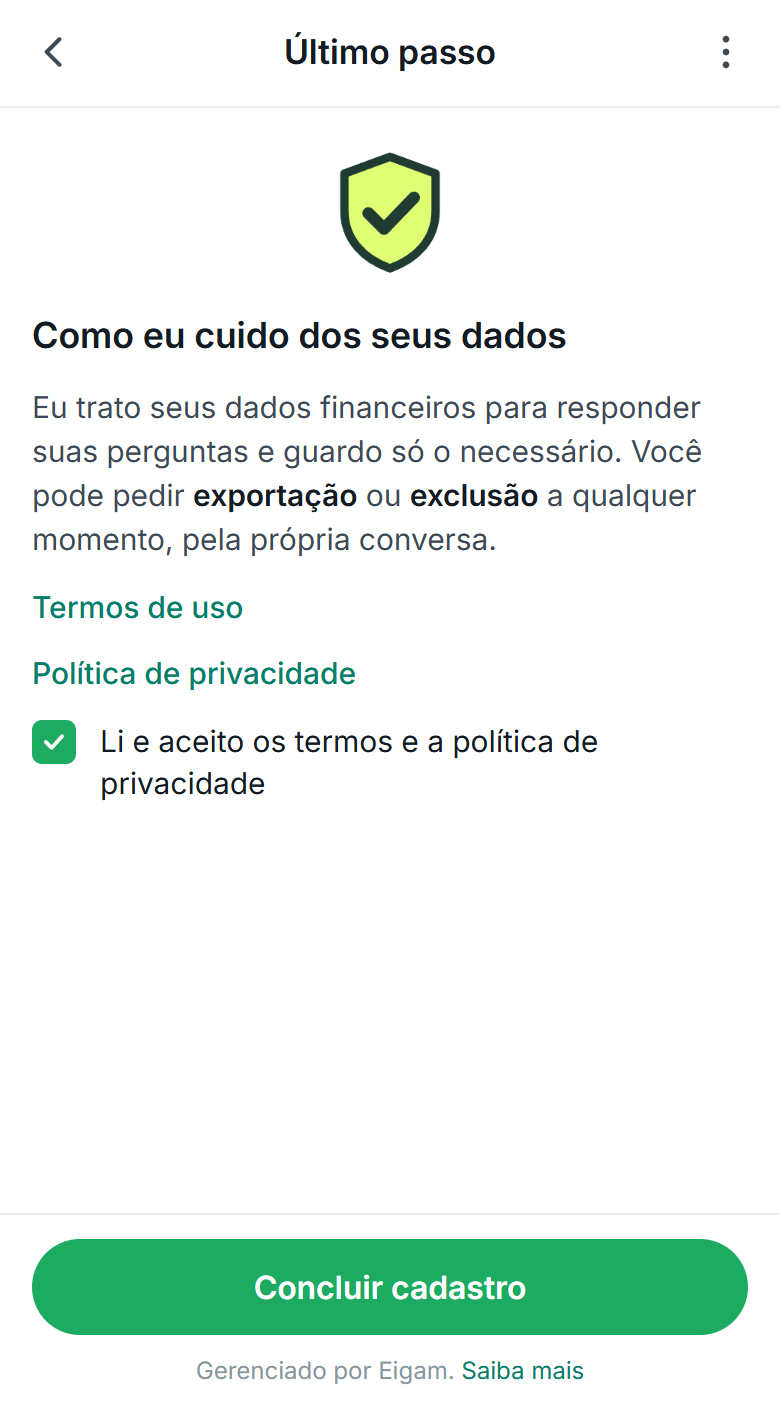 Último passo
Como eu cuido dos seus dados
Eu trato seus dados financeiros para responder
suas perguntas e guardo só o necessário. Você
pode pedir exportação ou exclusão a qualquer
momento, pela própria conversa.
Termos de uso
Política de privacidade
Li e aceito os termos e a política de
privacidade
Concluir cadastro
Gerenciado por Eigam. Saiba mais